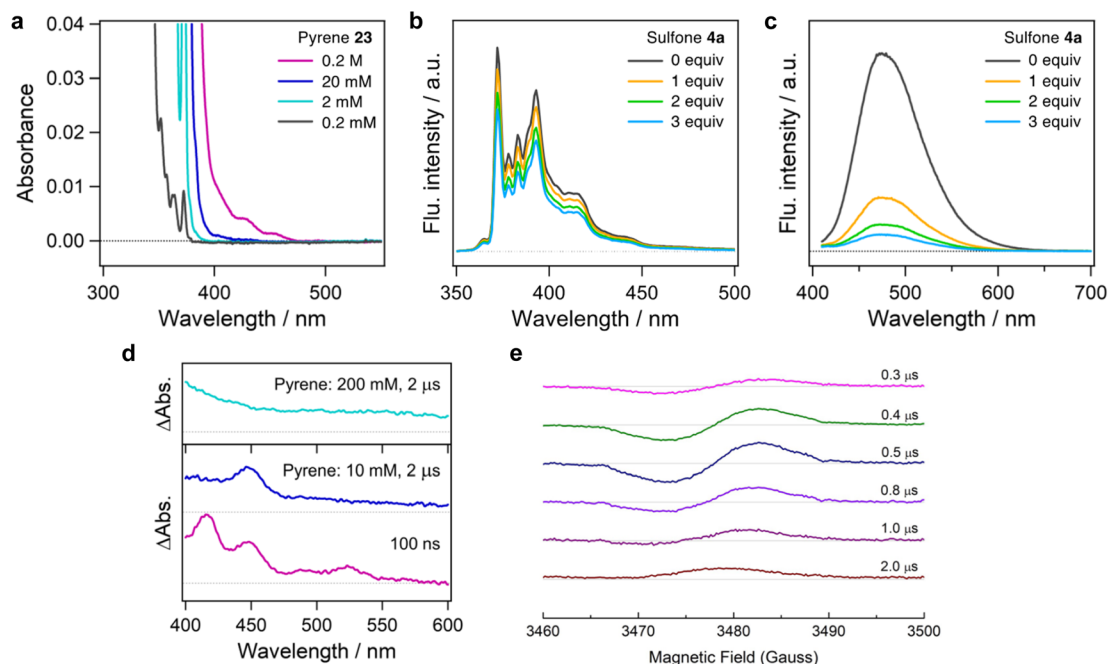 a
Absorbance
0.04
0.03
0.02
0.01
0.00
Pyrene 23
0.2 M
20 mM
2 mM
0.2 mM
300
400
500
Wavelength / nm
b
Flu. intensity / a.u.
Sulfone 4a
0 equiv
1 equiv
2 equiv
3 equiv
350
400
450
500
Wavelength / nm
c
Flu. intensity / a.u.
Sulfone 4a
0 equiv
1 equiv
2 equiv
3 equiv
400
500
600
700
Wavelength / nm
d
ΔAbs.
Pyrene: 200 mM, 2 μs
ΔAbs.
Pyrene: 10 mM, 2 μs
100 ns
400
450
500
550
600
Wavelength / nm
e
0.3 μs
0.4 μs
0.5 μs
0.8 μs
1.0 μs
2.0 μs
3460
3470
3480
3490
3500
Magnetic Field (Gauss)